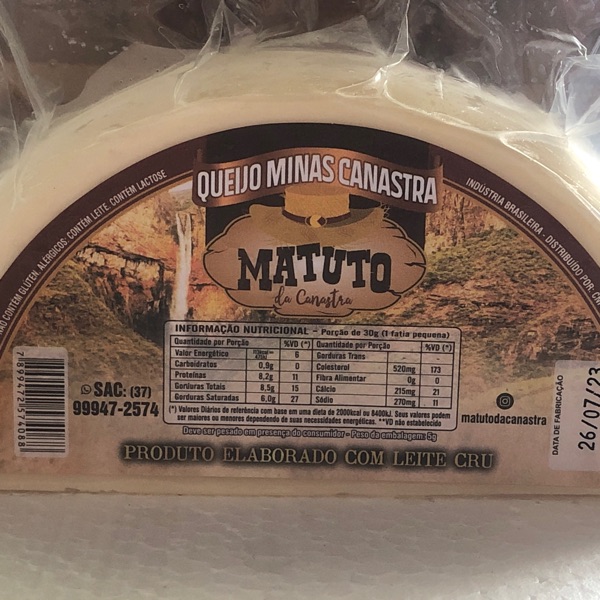 QUEIJO MINAS CANASTRA
NÃO CONTÉM GLÚTEN. ALÉRGICOS: CONTÉM LEITE. CONTÉM LACTOSE
INDÚSTRIA BRASILEIRA - DISTRIBUÍDO POR:
MATUTO
da Canastra
INFORMAÇÃO NUTRICIONAL - Porção de 30g (1 fatia pequena)
Quantidade por Porção %VD (*) Quantidade por Porção %VD (*)
Valor Energético 6 Gorduras Trans
Carboidratos 0,9g 0 Colesterol 520mg 173
Proteínas 8,2g 11 Fibra Alimentar 0g 0
Gorduras Totais 8,5g 15 Cálcio 215mg 21
Gorduras Saturadas 6,0g 27 Sódio 270mg 11
(*) Valores Diários de referência com base em uma dieta de 2000kcal ou 8400kJ. Seus valores podem
ser maiores ou menores dependendo de suas necessidades energéticas. **VD não estabelecido
Deve ser pesado em presença do consumidor - Peso da embalagem: 5g
PRODUTO ELABORADO COM LEITE CRU
7899472574088
SAC: (37)
99947-2574
matutodacanastra
DATA DE FABRICAÇÃO
26/07/23